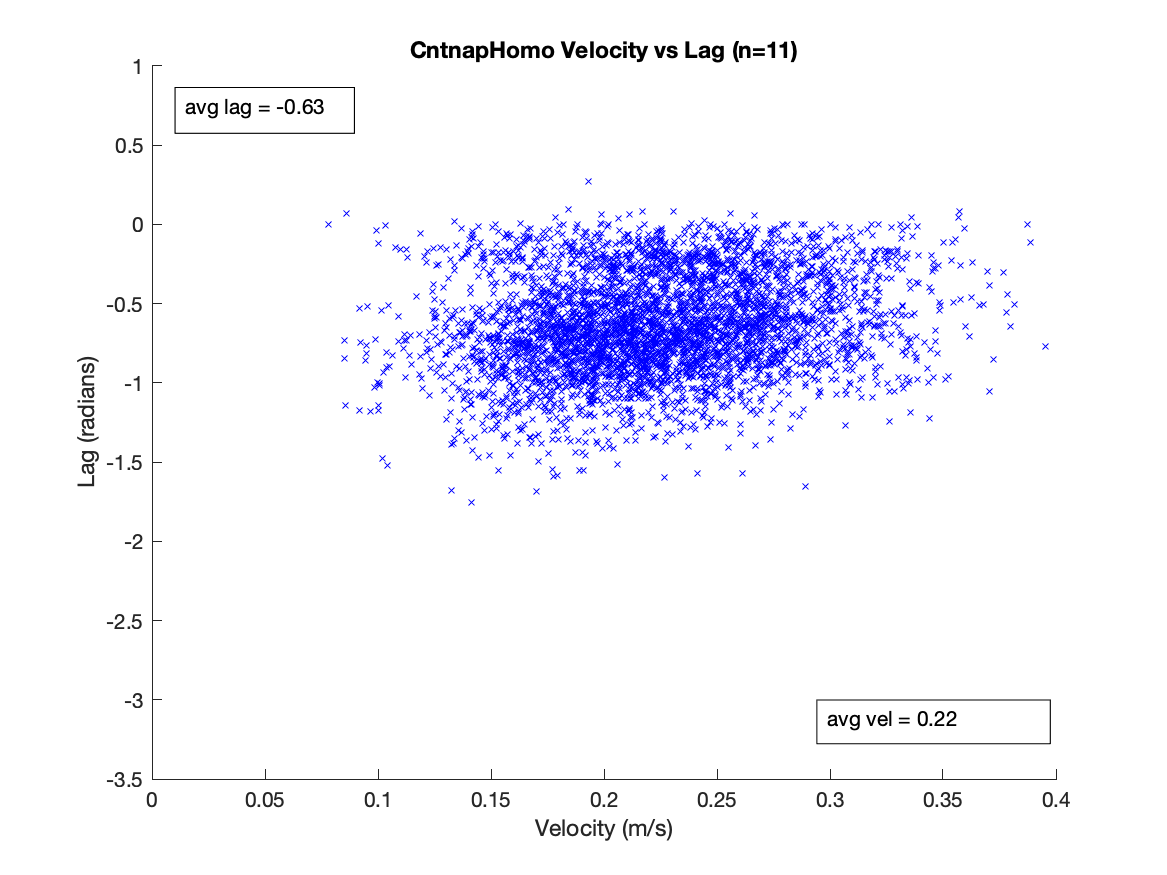 CntnapHomo Velocity vs Lag (n=11)
1
avg lag = -0.63
0.5
0
-0.5
-1
Lag (radians)
-1.5
-2
-2.5
-3
avg vel = 0.22
-3.5
0 0.05 0.1 0.15 0.2 0.25 0.3 0.35 0.4
Velocity (m/s)